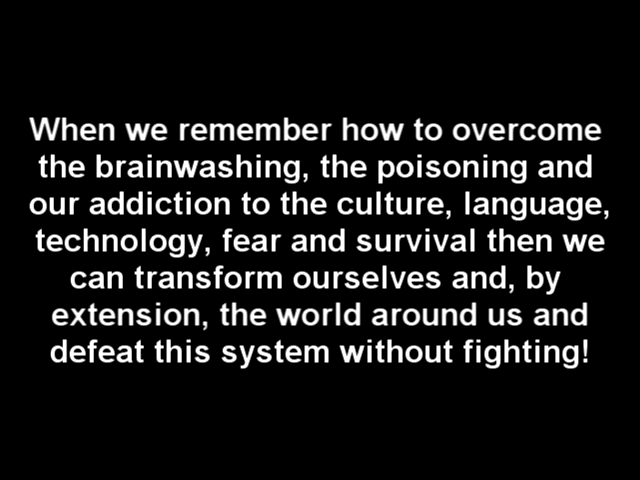 When we remember how to overcome
the brainwashing, the poisoning and
our addiction to the culture, language,
technology, fear and survival then we
can transform ourselves and, by
extension, the world around us and
defeat this system without fighting!